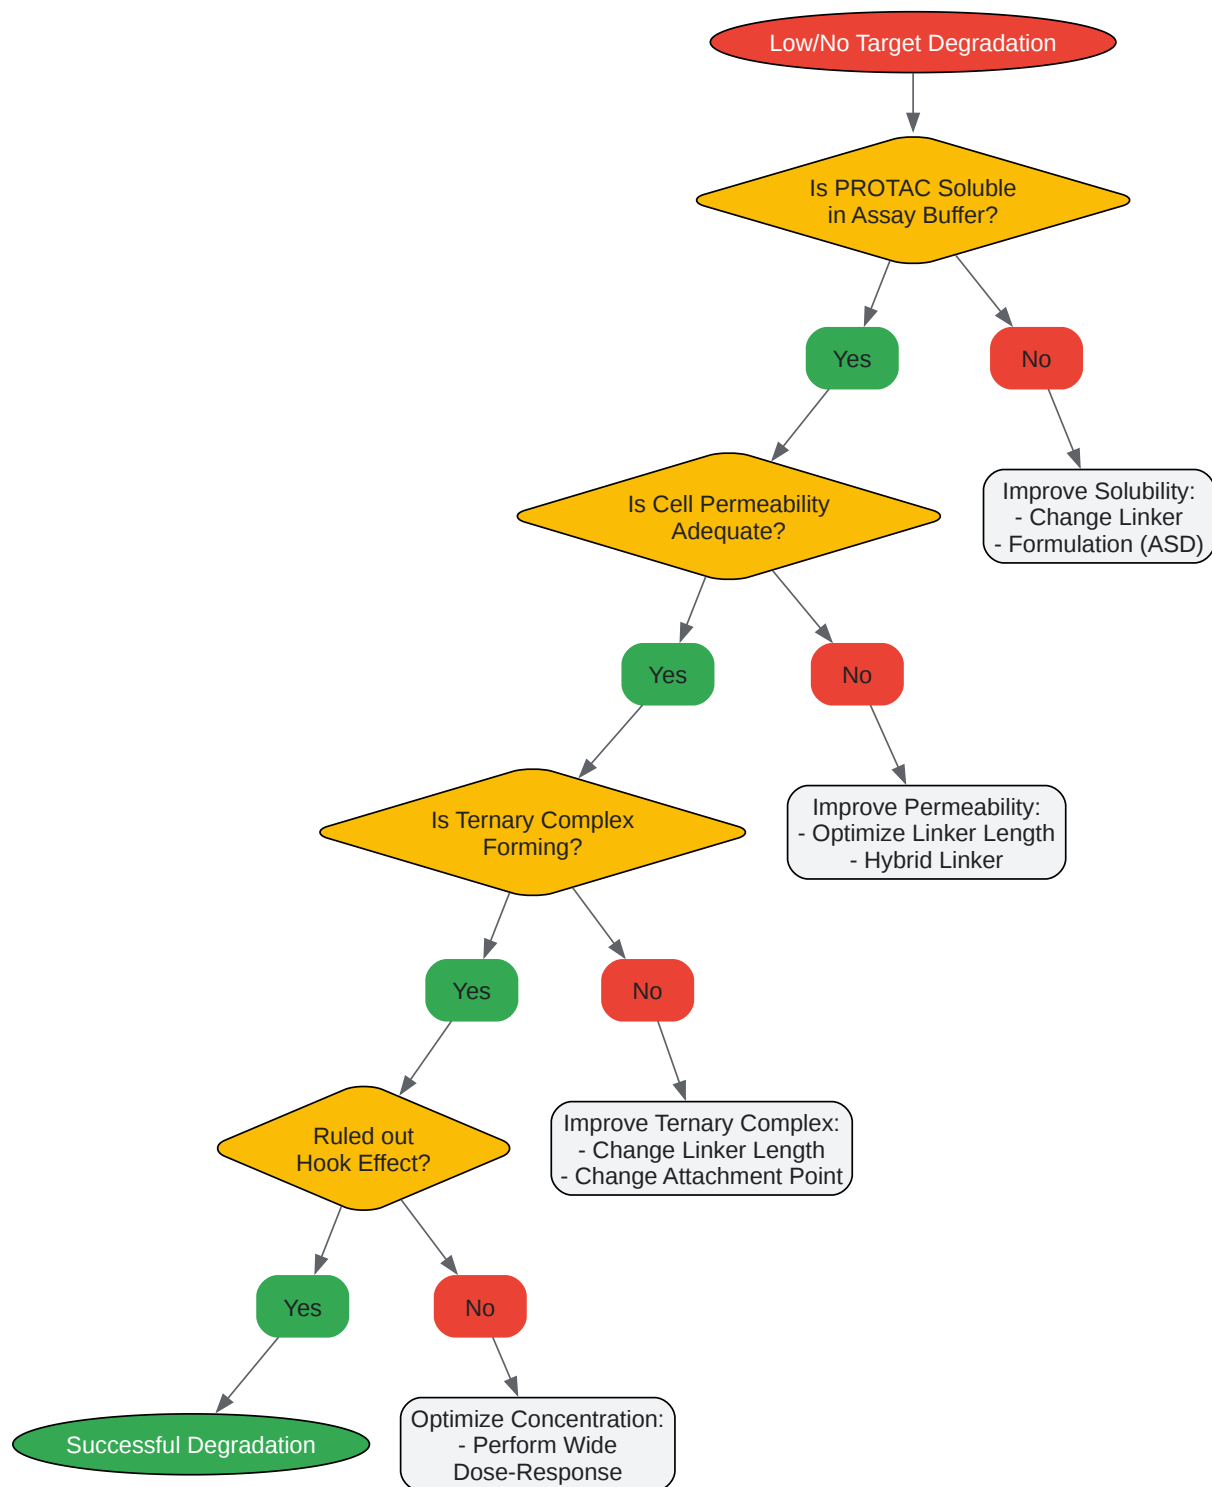 Low/No Target Degradation
Is PROTAC Soluble
in Assay Buffer?
Yes
No
Improve Solubility:
- Change Linker
- Formulation (ASD)
Is Cell Permeability
Adequate?
Yes
No
Improve Permeability:
- Optimize Linker Length
- Hybrid Linker
Is Ternary Complex
Forming?
Yes
No
Improve Ternary Complex:
- Change Linker Length
- Change Attachment Point
Ruled out
Hook Effect?
Yes
No
Successful Degradation
Optimize Concentration:
- Perform Wide
Dose-Response